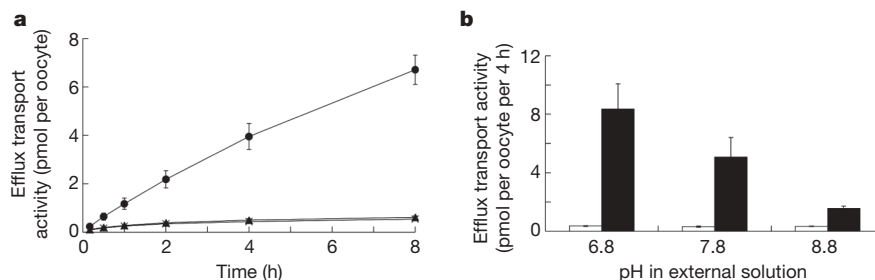 a
Efflux transport
activity (pmol per oocyte)
8
6
4
2
0
0
2
4
6
8
Time (h)
b
Efflux transport activity
(pmol per oocyte per 4 h)
12
8
4
0
6.8
7.8
8.8
pH in external solution